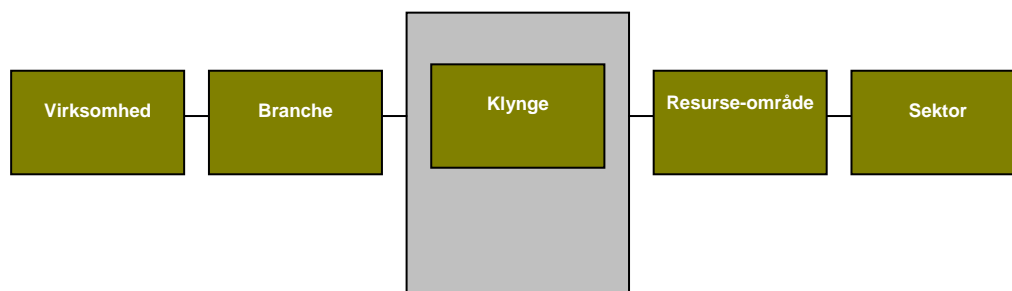 Virksomhed
Branche
Klynge
Resurse-område
Sektor